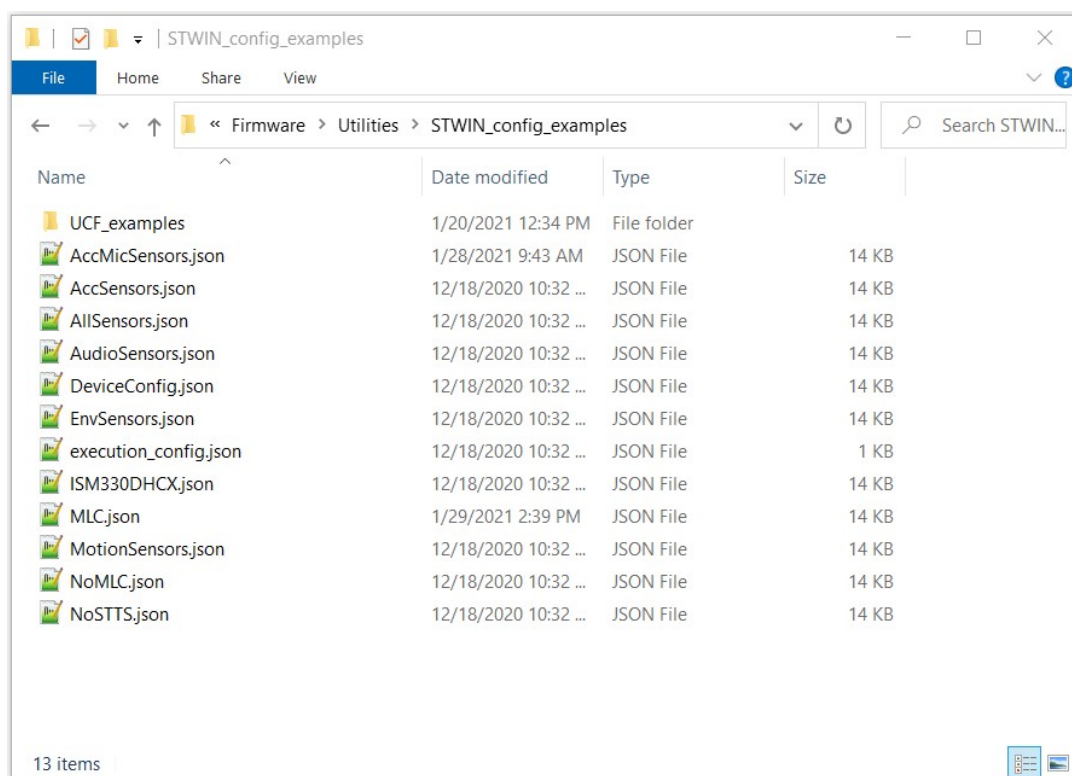 STWIN_config_examples
File Home Share View
« Firmware > Utilities > STWIN_config_examples Search STWIN...
Name Date modified Type Size
UCF_examples 1/20/2021 12:34 PM File folder
AccMicSensors.json 1/28/2021 9:43 AM JSON File 14 KB
AccSensors.json 12/18/2020 10:32 ... JSON File 14 KB
AllSensors.json 12/18/2020 10:32 ... JSON File 14 KB
AudioSensors.json 12/18/2020 10:32 ... JSON File 14 KB
DeviceConfig.json 12/18/2020 10:32 ... JSON File 14 KB
EnvSensors.json 12/18/2020 10:32 ... JSON File 14 KB
execution_config.json 12/18/2020 10:32 ... JSON File 1 KB
ISM330DHCX.json 12/18/2020 10:32 ... JSON File 14 KB
MLC.json 1/29/2021 2:39 PM JSON File 14 KB
MotionSensors.json 12/18/2020 10:32 ... JSON File 14 KB
NoMLC.json 12/18/2020 10:32 ... JSON File 14 KB
NoSTTS.json 12/18/2020 10:32 ... JSON File 14 KB
13 items